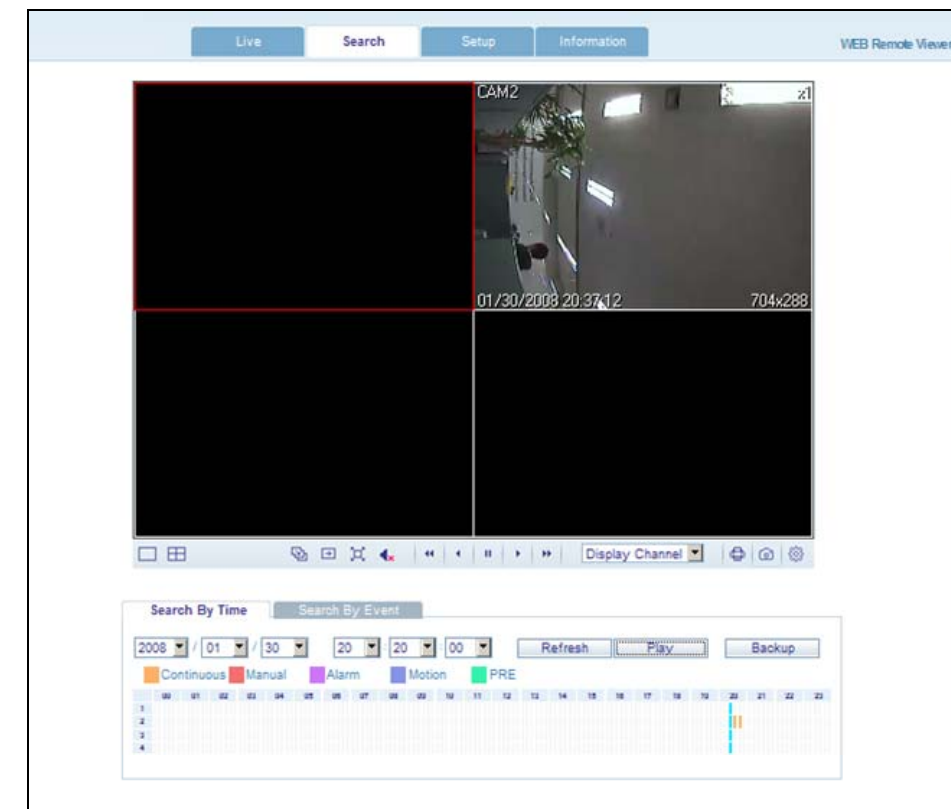 Live Search Setup Information WEB Remote Viewer
CAM2 x1
01/30/2008 20:37:12 704x288
Display Channel
Search By Time Search By Event
2008 / 01 / 30 20 : 20 : 00 Refresh Play Backup
Continuous Manual Alarm Motion PRE
00 01 02 03 04 05 06 07 08 09 10 11 12 13 14 15 16 17 18 19 20 21 22 23
1
2
3
4